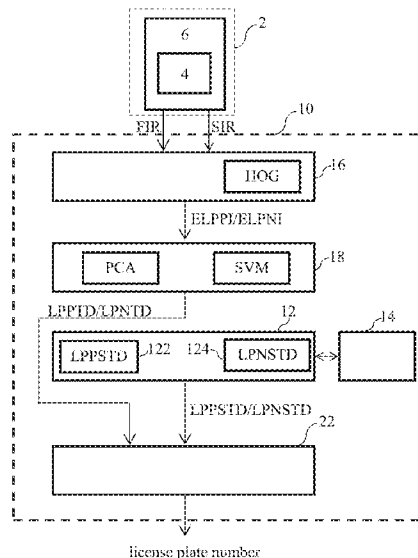 2
6
4
10
FIR
SIR
16
HOG
ELPPI/ELPNI
18
PCA
SVM
LPPTD/LPNTD
12
14
LPPSTD
122
124
LPNSTD
LPPSTD/LPNSTD
22
license plate number